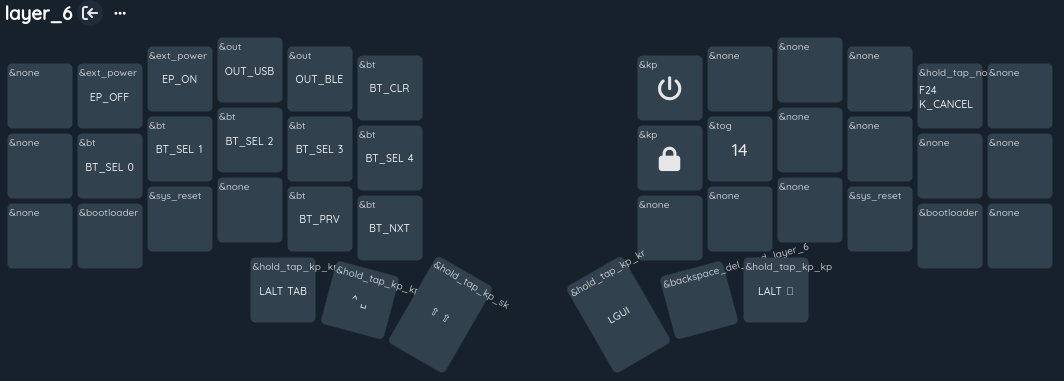 layer_6
&none
&ext_power
EP_OFF
&ext_power
EP_ON
&out
OUT_USB
&out
OUT_BLE
&bt
BT_CLR
&kp
&none
&none
&none
&hold_tap_no
F24
K_CANCEL
&none
&none
&bt
BT_SEL 0
&bt
BT_SEL 1
&bt
BT_SEL 2
&bt
BT_SEL 3
&bt
BT_SEL 4
&kp
&tog
14
&none
&none
&none
&none
&none
&bootloader
&sys_reset
&none
&bt
BT_PRV
&bt
BT_NXT
&none
&none
&none
&sys_reset
&bootloader
&none
&hold_tap_kp_kp
LALT TAB
&hold_tap_kp_kp
^ ␣
&hold_tap_kp_sk
⇧ ⇧
&hold_tap_kp_kp
LGUI
&backspace_del
layer_6
&hold_tap_kp_kp
LALT